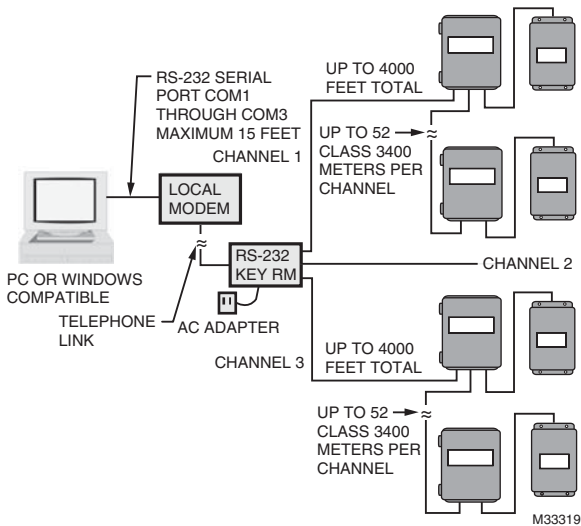 RS-232 SERIAL
PORT COM1
THROUGH COM3
MAXIMUM 15 FEET
CHANNEL 1
UP TO 4000
FEET TOTAL
UP TO 52
CLASS 3400
METERS PER
CHANNEL
LOCAL
MODEM
RS-232
KEY RM
CHANNEL 2
PC OR WINDOWS
COMPATIBLE
TELEPHONE
LINK
AC ADAPTER
CHANNEL 3
UP TO 4000
FEET TOTAL
UP TO 52
CLASS 3400
METERS PER
CHANNEL
M33319